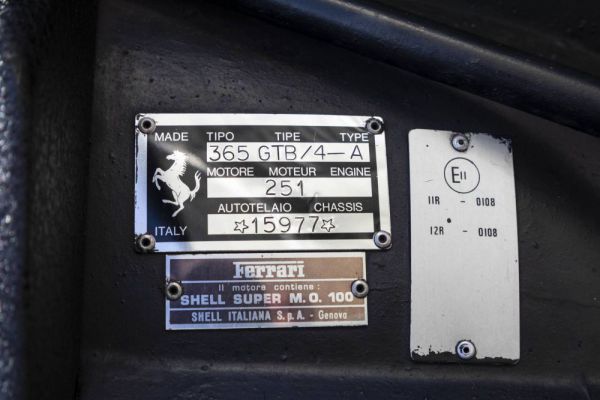 MADE TIPO TIPE TYPE
365 GTB/4-A
MOTORE MOTEUR ENGINE
251
AUTOTELAIO CHASSIS
ITALY ☆15977☆
Ferrari
Il motore contiene :
SHELL SUPER M.O. 100
SHELL ITALIANA S.p.A. - Genova
E11
11R - 0108
12R - 0108